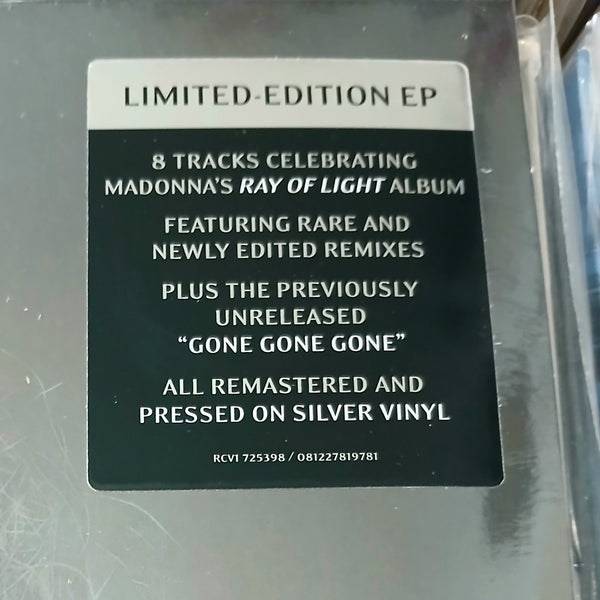 LIMITED-EDITION EP
8 TRACKS CELEBRATING
MADONNA'S RAY OF LIGHT ALBUM
FEATURING RARE AND
NEWLY EDITED REMIXES
PLUS THE PREVIOUSLY
UNRELEASED
“GONE GONE GONE”
ALL REMASTERED AND
PRESSED ON SILVER VINYL
RCV1 725398 / 081227819781